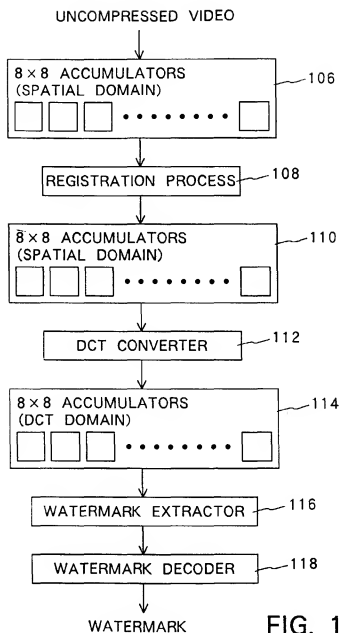 UNCOMPRESSED VIDEO
8×8 ACCUMULATORS
(SPATIAL DOMAIN)
106
REGISTRATION PROCESS
108
8×8 ACCUMULATORS
(SPATIAL DOMAIN)
110
DCT CONVERTER
112
8×8 ACCUMULATORS
(DCT DOMAIN)
114
WATERMARK EXTRACTOR
116
WATERMARK DECODER
118
WATERMARK
FIG. 1